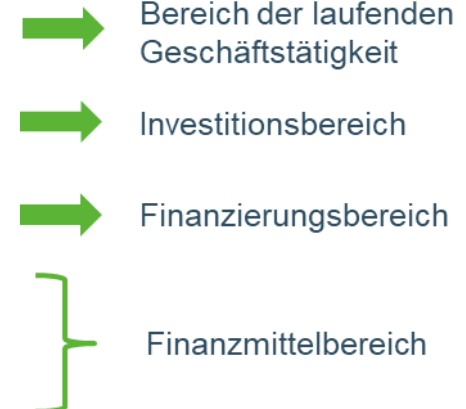 Bereich der laufenden
Geschäftstätigkeit
Investitionsbereich
Finanzierungsbereich
Finanzmittelbereich